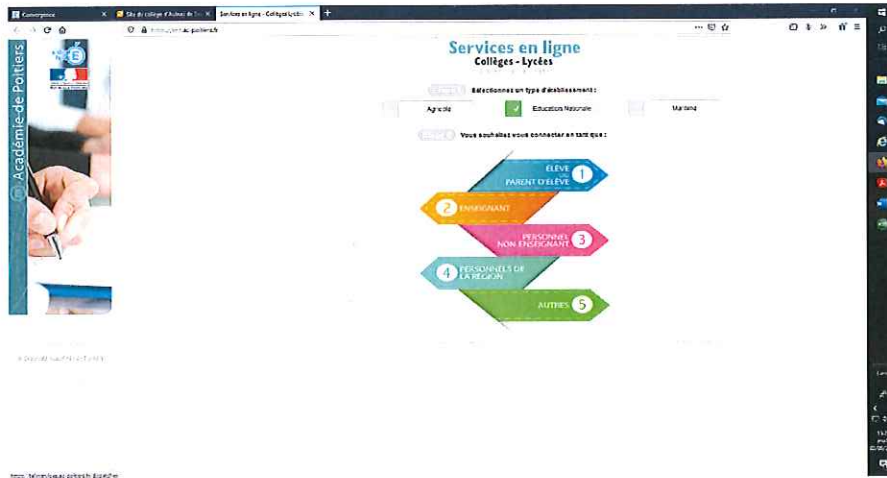 Convergence
Services en ligne - Collèges Lycées
Académie de Poitiers
Services en ligne
Collèges - Lycées
Sélectionnez un type d'établissement :
Agricole
Education Nationale
Maritime
Vous souhaitez vous connecter en tant que :
ÉLÈVE
OU
PARENT D'ÉLÈVE
1
2
ENSEIGNANT
PERSONNEL
NON ENSEIGNANT
3
4
PERSONNELS DE
LA RÉGION
AUTRES
5